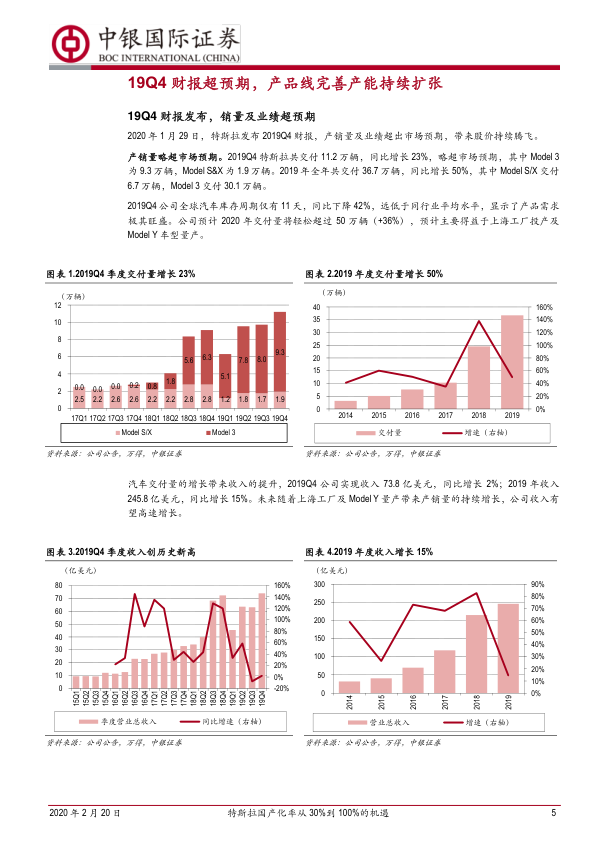 中银国际证券
BOC INTERNATIONAL (CHINA)
19Q4 财报超预期，产品线完善产能持续扩张
19Q4 财报发布，销量及业绩超预期
2020 年 1 月 29 日，特斯拉发布 2019Q4 财报，产销量及业绩超出市场预期，带来股价持续腾飞。
产销量略超市场预期。2019Q4 特斯拉共交付 11.2 万辆，同比增长 23%，略超市场预期，其中 Model 3
为 9.3 万辆，Model S&X 为 1.9 万辆。2019 年全年共交付 36.7 万辆，同比增长 50%，其中 Model S/X 交付
6.7 万辆，Model 3 交付 30.1 万辆。
2019Q4 公司全球汽车库存周期仅有 11 天，同比下降 42%，远低于同行业平均水平，显示了产品需求
极其旺盛。公司预计 2020 年交付量将轻松超过 50 万辆（+36%），预计主要得益于上海工厂投产及
Model Y 车型量产。
图表 1.2019Q4 季度交付量增长 23%
（万辆）
12
10
8
6
4
2
0
0.0 0.0 0.0 0.2 0.8 1.8 5.6 6.3 5.1 7.8 8.0 9.3
2.5 2.2 2.6 2.6 2.2 2.2 2.8 2.8 1.2 1.8 1.7 1.9
17Q1 17Q2 17Q3 17Q4 18Q1 18Q2 18Q3 18Q4 19Q1 19Q2 19Q3 19Q4
Model S/X Model 3
资料来源：公司公告，万得，中银证券
图表 2.2019 年度交付量增长 50%
（万辆）
40 160%
35 140%
30 120%
25 100%
20 80%
15 60%
10 40%
5 20%
0 0%
2014 2015 2016 2017 2018 2019
交付量 增速（右轴）
资料来源：公司公告，万得，中银证券
汽车交付量的增长带来收入的提升，2019Q4 公司实现收入 73.8 亿美元，同比增长 2%；2019 年收入
245.8 亿美元，同比增长 15%。未来随着上海工厂及 Model Y 量产带来产销量的持续增长，公司收入有
望高速增长。
图表 3.2019Q4 季度收入创历史新高
（亿美元）
80 160%
70 140%
60 120%
50 100%
40 80%
30 60%
20 40%
10 20%
0 0%
-20%
15Q1 15Q2 15Q3 15Q4 16Q1 16Q2 16Q3 16Q4 17Q1 17Q2 17Q3 17Q4 18Q1 18Q2 18Q3 18Q4 19Q1 19Q2 19Q3 19Q4
季度营业总收入 同比增速（右轴）
资料来源：公司公告，万得，中银证券
图表 4.2019 年度收入增长 15%
（亿美元）
300 90%
250 80%
200 70%
150 60%
100 50%
50 40%
0 30%
20%
10%
0%
2014 2015 2016 2017 2018 2019
营业总收入 增速（右轴）
资料来源：公司公告，万得，中银证券
2020 年 2 月 20 日 特斯拉国产化率从 30%到 100%的机遇 5